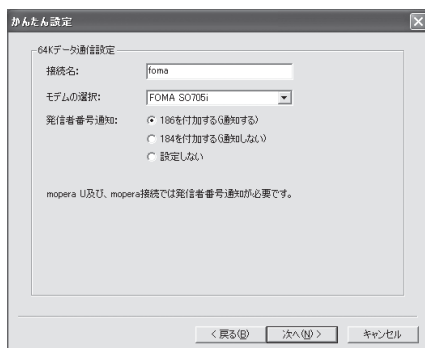 かんたん設定
64Kデータ通信設定
接続名: foma
モデムの選択: FOMA SO705i
発信者番号通知: 186を付加する(通知する)
184を付加する(通知しない)
設定しない
mopera U及び、mopera接続では発信者番号通知が必要です。
< 戻る(B) 次へ(N) > キャンセル